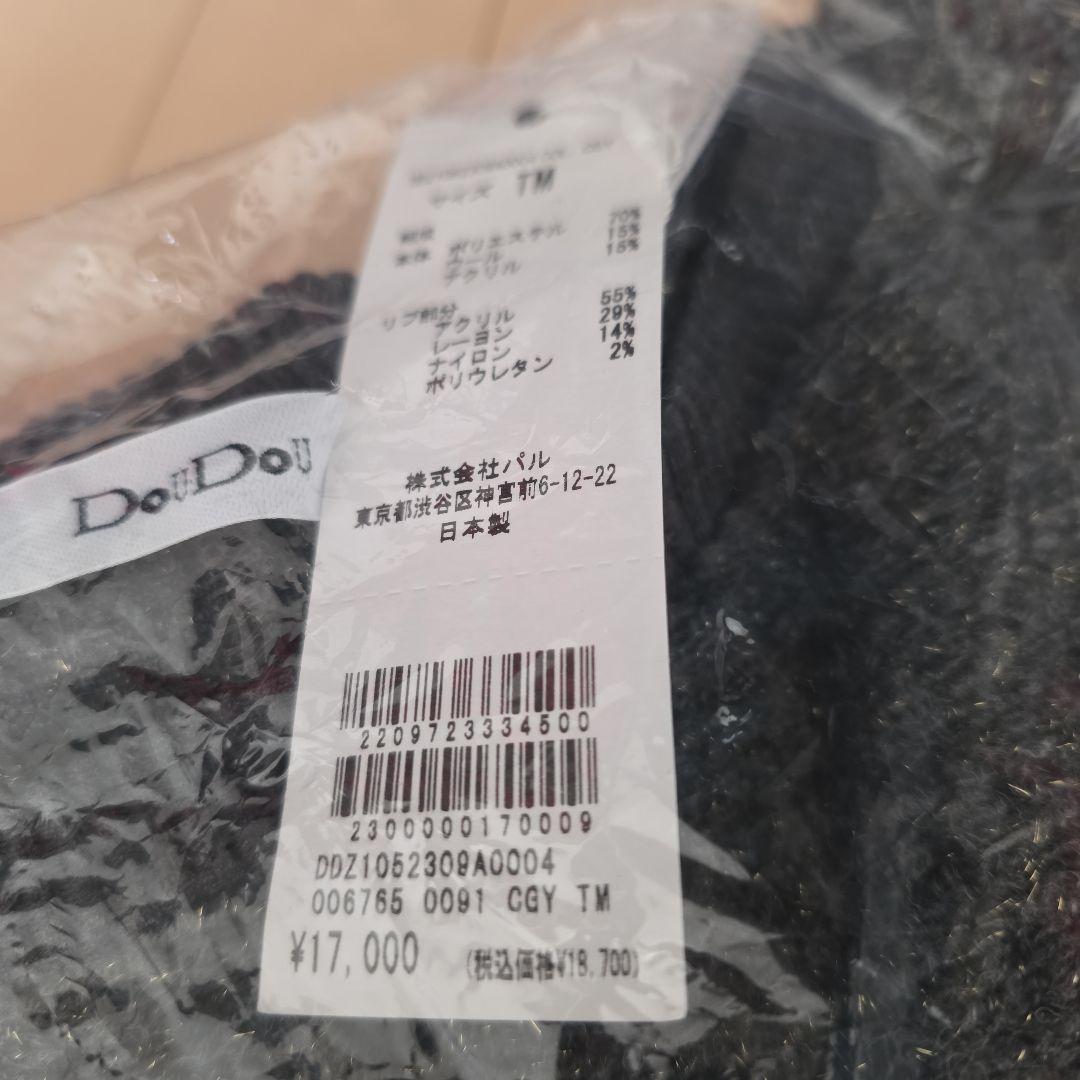 サイズ TM
組成
本体 ポリエステル 70%
ウール 15%
アクリル 15%
リブ部分
アクリル 55%
レーヨン 29%
ナイロン 14%
ポリウレタン 2%
DOUDOU
株式会社パル
東京都渋谷区神宮前6-12-22
日本製
2209723334500
2300000170009
DDZ1052309A0004
006765 0091 CGY TM
¥17,000 (税込価格¥18,700)